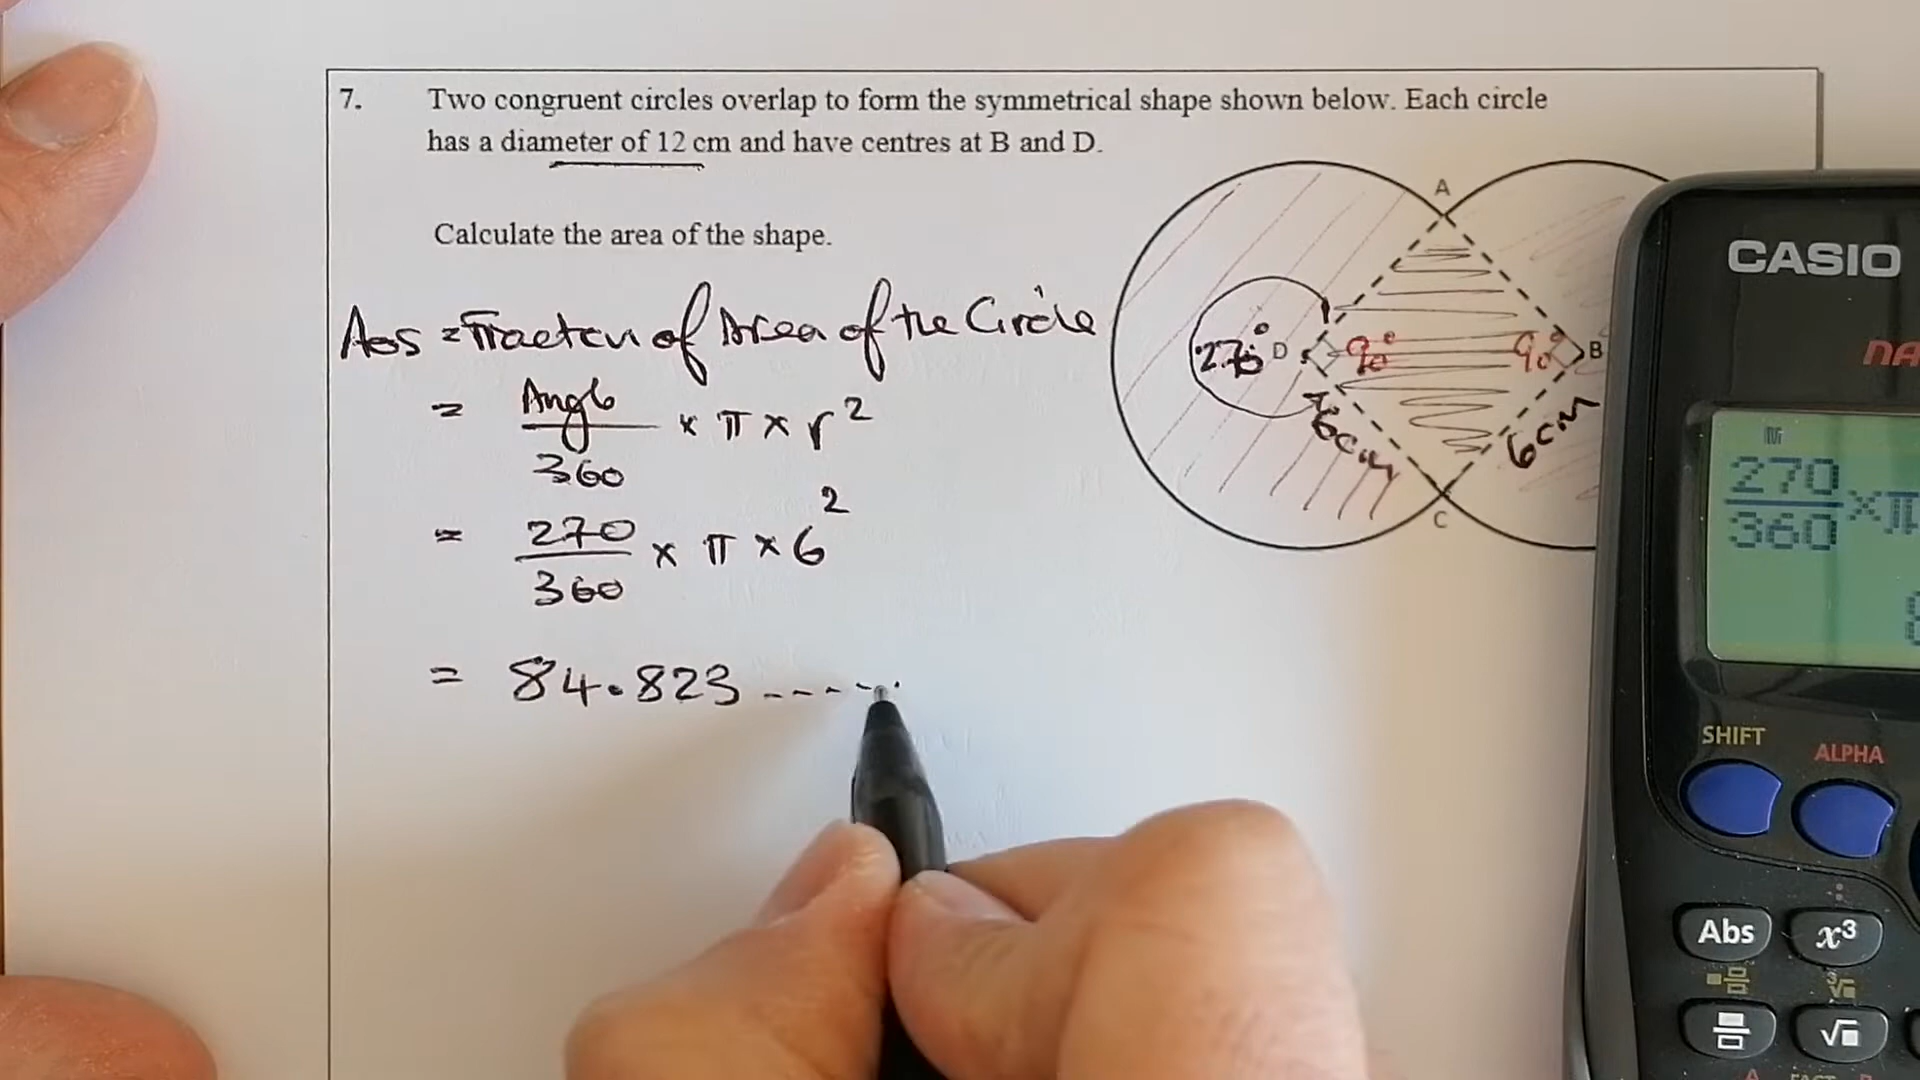 7. Two congruent circles overlap to form the symmetrical shape shown below. Each circle
has a diameter of 12 cm and have centres at B and D.
Calculate the area of the shape.
AOS = Fraction of Area of the Circle
= Angle/360 × π × r²
= 270/360 × π × 6²
= 84.823 -----
A
270° D 90° 90° B
6cm 6cm
C
CASIO
270/360×π
SHIFT
ALPHA
Abs x³
√